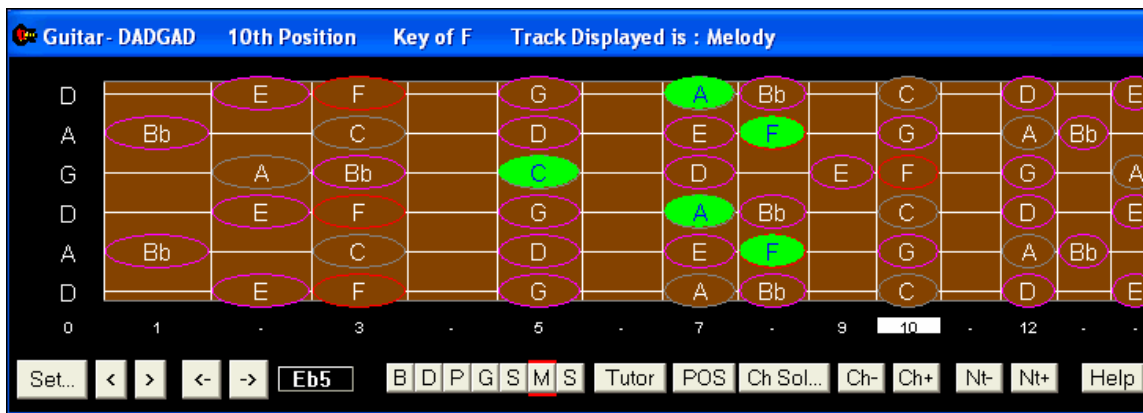 Guitar- DADGAD 10th Position Key of F Track Displayed is : Melody
D E F G A Bb C D E
A Bb C D E F G A Bb
G A Bb C D E F G A
D E F G A Bb C D E
A Bb C D E F G A Bb
D E F G A Bb C D E
0 1 - 3 - 5 - 7 - 9 10 - 12 - -
Set... < > <- -> Eb5 B D P G S M S Tutor POS Ch Sol... Ch- Ch+ Nt- Nt+ Help